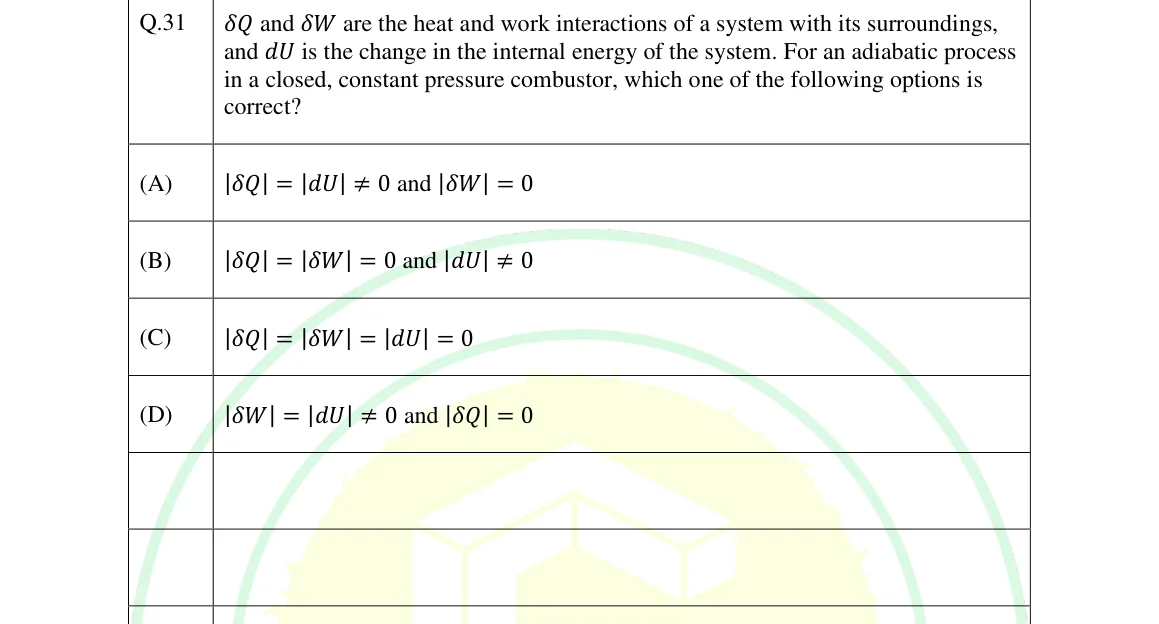 Q.31 𝛿𝑄 and 𝛿𝑊 are the heat and work interactions of a system with its surroundings,
and 𝑑𝑈 is the change in the internal energy of the system. For an adiabatic process
in a closed, constant pressure combustor, which one of the following options is
correct?
(A) |𝛿𝑄| = |𝑑𝑈| ≠ 0 and |𝛿𝑊| = 0
(B) |𝛿𝑄| = |𝛿𝑊| = 0 and |𝑑𝑈| ≠ 0
(C) |𝛿𝑄| = |𝛿𝑊| = |𝑑𝑈| = 0
(D) |𝛿𝑊| = |𝑑𝑈| ≠ 0 and |𝛿𝑄| = 0